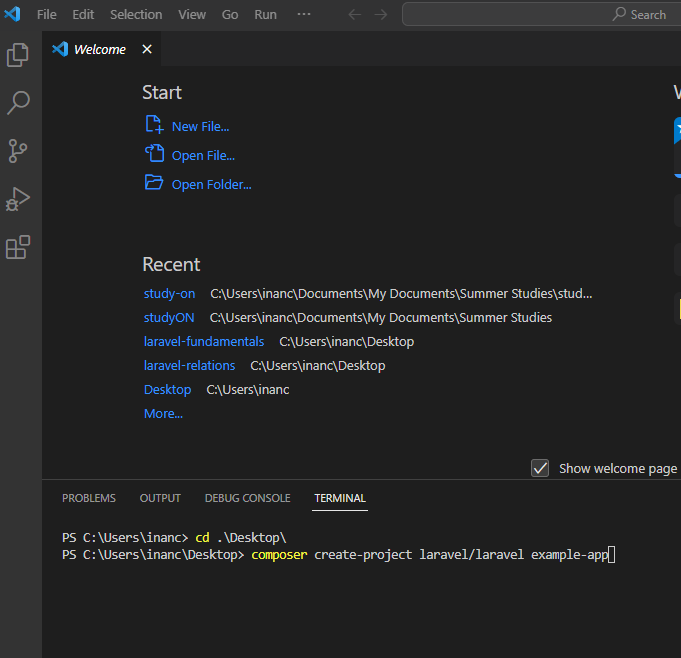 File Edit Selection View Go Run ··· Search
Welcome
Start
New File...
Open File...
Open Folder...
Recent
study-on C:\Users\inanc\Documents\My Documents\Summer Studies\stud...
studyON C:\Users\inanc\Documents\My Documents\Summer Studies
laravel-fundamentals C:\Users\inanc\Desktop
laravel-relations C:\Users\inanc\Desktop
Desktop C:\Users\inanc
More...
Show welcome page
PROBLEMS OUTPUT DEBUG CONSOLE TERMINAL
PS C:\Users\inanc> cd .\Desktop\
PS C:\Users\inanc\Desktop> composer create-project laravel/laravel example-app